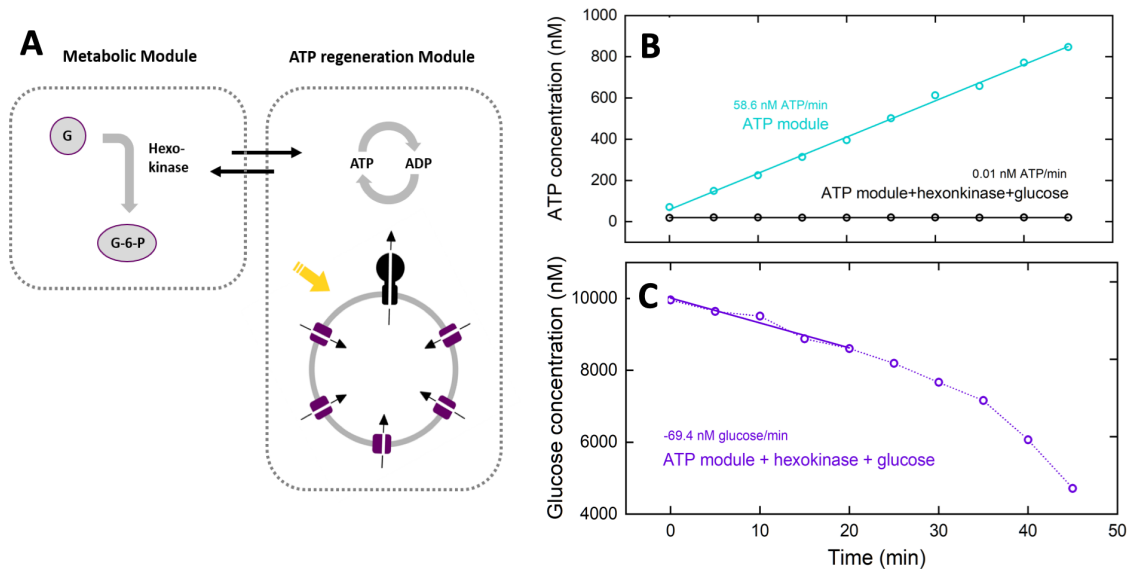 A
Metabolic Module
ATP regeneration Module
G
Hexo-
kinase
G-6-P
ATP
ADP
B
ATP concentration (nM)
1000
800
600
400
200
0
58.6 nM ATP/min
ATP module
0.01 nM ATP/min
ATP module+hexonkinase+glucose
C
Glucose concentration (nM)
10000
8000
6000
4000
-69.4 nM glucose/min
ATP module + hexokinase + glucose
0
10
20
30
40
50
Time (min)